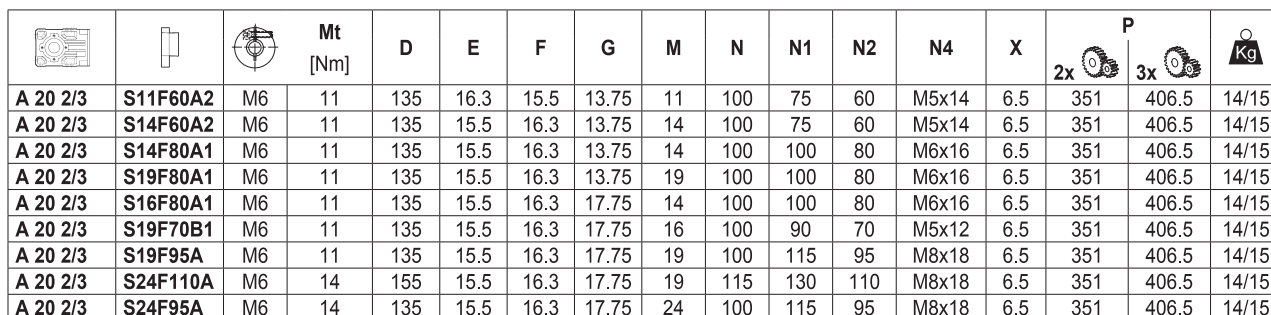 Mt [Nm] D E F G M N N1 N2 N4 X P 2x 3x Kg
A 20 2/3 S11F60A2 M6 11 135 16.3 15.5 13.75 11 100 75 60 M5x14 6.5 351 406.5 14/15
A 20 2/3 S14F60A2 M6 11 135 15.5 16.3 13.75 14 100 75 60 M5x14 6.5 351 406.5 14/15
A 20 2/3 S14F80A1 M6 11 135 15.5 16.3 13.75 14 100 100 80 M6x16 6.5 351 406.5 14/15
A 20 2/3 S19F80A1 M6 11 135 15.5 16.3 13.75 19 100 100 80 M6x16 6.5 351 406.5 14/15
A 20 2/3 S16F80A1 M6 11 135 15.5 16.3 17.75 14 100 100 80 M6x16 6.5 351 406.5 14/15
A 20 2/3 S19F70B1 M6 11 135 15.5 16.3 17.75 16 100 90 70 M5x12 6.5 351 406.5 14/15
A 20 2/3 S19F95A M6 11 135 15.5 16.3 17.75 19 100 115 95 M8x18 6.5 351 406.5 14/15
A 20 2/3 S24F110A M6 14 155 15.5 16.3 17.75 19 115 130 110 M8x18 6.5 351 406.5 14/15
A 20 2/3 S24F95A M6 14 135 15.5 16.3 17.75 24 100 115 95 M8x18 6.5 351 406.5 14/15